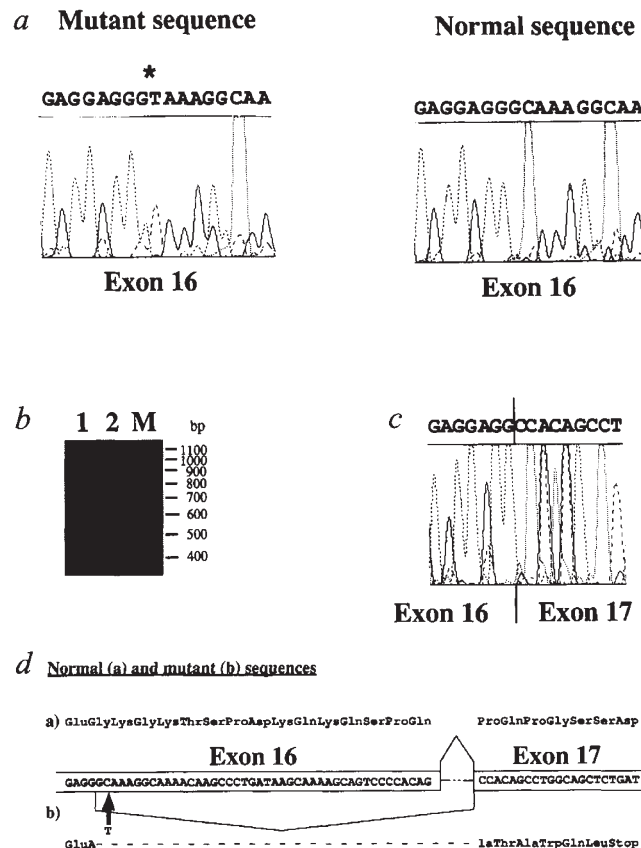 a Mutant sequence
Normal sequence
*
GAGGAGGGTAAAGGCAA
GAGGAGGGCAAAGGCAA
Exon 16
Exon 16
b 1 2 M bp
1100
1000
900
800
700
600
500
400
c GAGGAGGCCACAGCCT
Exon 16 Exon 17
d Normal (a) and mutant (b) sequences
a) GluGlyLysGlyLysThrSerProAspLysGlnLysGlnSerProGln ProGlnProGlySerSerAsp
Exon 16 Exon 17
GAGGGCAAAGGCAAAACAAGCCCTGATAAGCAAAAGCAGTCCCCACAG CCACAGCCTGGCAGCTCTGAT
T
b)
GluA- - - - - - - - - - - - - - - - - - - - - - - - - - - - laThrAlaTrpGlnLeuStop